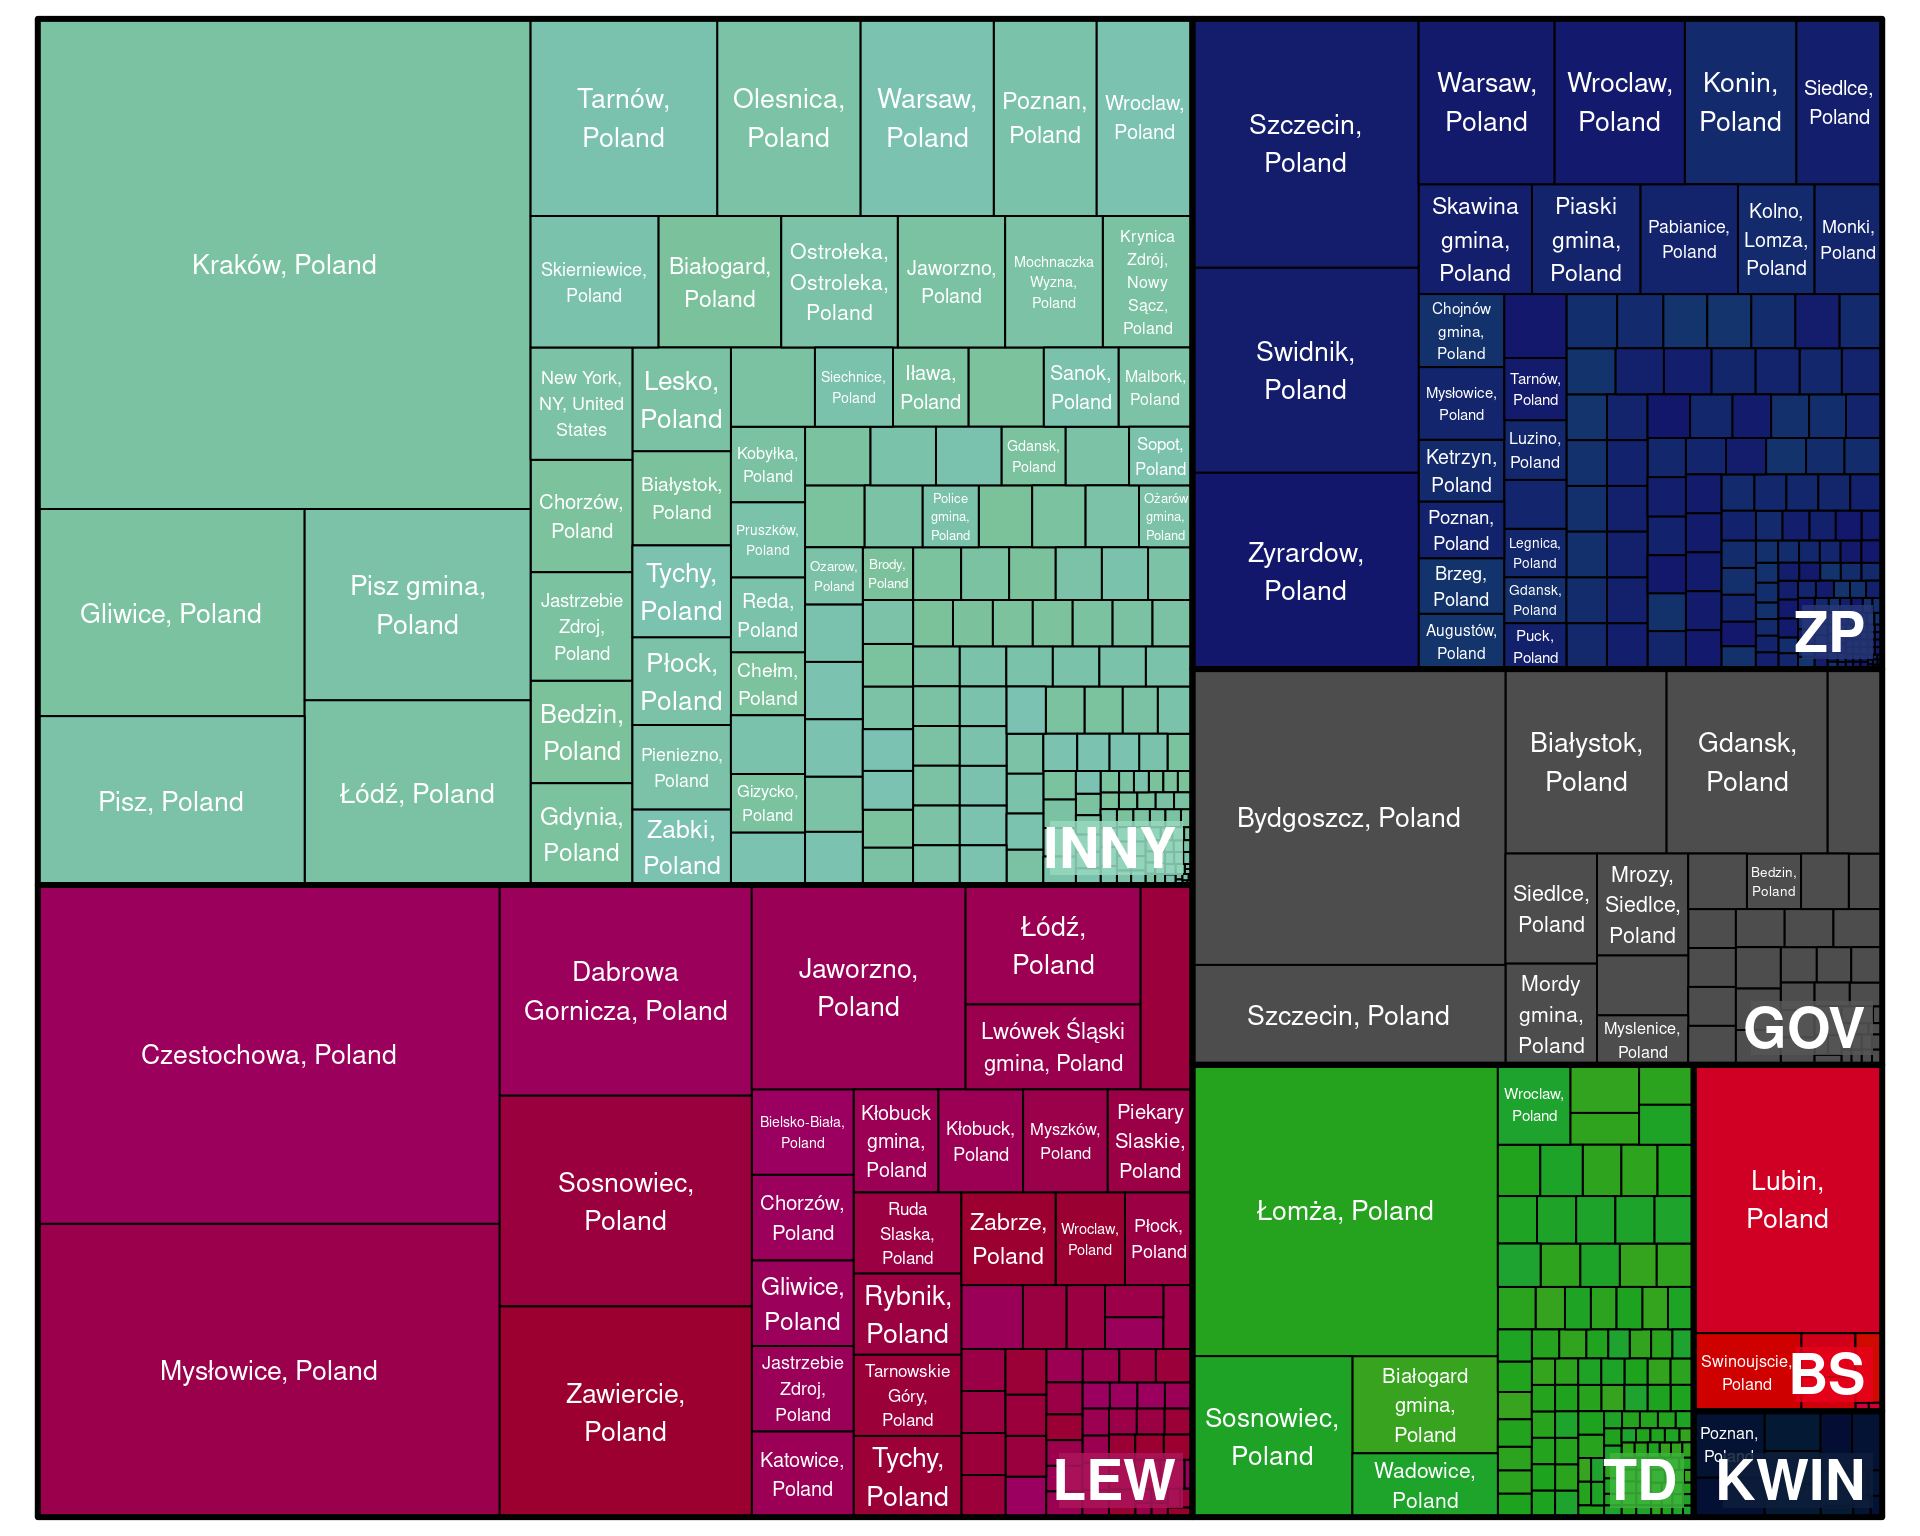 Kraków, Poland
Gliwice, Poland
Pisz gmina,
Poland
Pisz, Poland
Łódź, Poland
Tarnów,
Poland
Olesnica,
Poland
Warsaw,
Poland
Poznan,
Poland
Wroclaw,
Poland
Skierniewice,
Poland
Białogard,
Poland
Ostrołeka,
Ostroleka,
Poland
Jaworzno,
Poland
Mochnaczka
Wyzna,
Poland
Krynica
Zdrój,
Nowy
Sącz,
Poland
New York,
NY, United
States
Chorzów,
Poland
Jastrzebie
Zdroj,
Poland
Bedzin,
Poland
Gdynia,
Poland
Lesko,
Poland
Białystok,
Poland
Tychy,
Poland
Płock,
Poland
Pieniezno,
Poland
Zabki,
Poland
Siechnice,
Poland
Iława,
Poland
Sanok,
Poland
Malbork,
Poland
Kobyłka,
Poland
Pruszków,
Poland
Reda,
Poland
Chełm,
Poland
Gizycko,
Poland
Gdansk,
Poland
Sopot,
Poland
Police
gmina,
Poland
Ożarów
gmina,
Poland
Ozarow,
Poland
Brody,
Poland
INNY
Szczecin,
Poland
Swidnik,
Poland
Zyrardow,
Poland
Warsaw,
Poland
Wroclaw,
Poland
Konin,
Poland
Siedlce,
Poland
Skawina
gmina,
Poland
Piaski
gmina,
Poland
Pabianice,
Poland
Kolno,
Lomza,
Poland
Monki,
Poland
Chojnów
gmina,
Poland
Mysłowice,
Poland
Ketrzyn,
Poland
Poznan,
Poland
Brzeg,
Poland
Augustów,
Poland
Tarnów,
Poland
Luzino,
Poland
Legnica,
Poland
Gdansk,
Poland
Puck,
Poland
ZP
Bydgoszcz, Poland
Szczecin, Poland
Białystok,
Poland
Gdansk,
Poland
Siedlce,
Poland
Mrozy,
Siedlce,
Poland
Bedzin,
Poland
Mordy
gmina,
Poland
Myslenice,
Poland
GOV
Czestochowa, Poland
Mysłowice, Poland
Dabrowa
Gornicza, Poland
Sosnowiec,
Poland
Zawiercie,
Poland
Jaworzno,
Poland
Łódź,
Poland
Lwówek Śląski
gmina, Poland
Bielsko-Biała,
Poland
Chorzów,
Poland
Gliwice,
Poland
Jastrzebie
Zdroj,
Poland
Katowice,
Poland
Kłobuck
gmina,
Poland
Kłobuck,
Poland
Myszków,
Poland
Piekary
Slaskie,
Poland
Ruda
Slaska,
Poland
Rybnik,
Poland
Tarnowskie
Góry,
Poland
Tychy,
Poland
Zabrze,
Poland
Wroclaw,
Poland
Płock,
Poland
LEW
Łomża, Poland
Sosnowiec,
Poland
Białogard
gmina,
Poland
Wadowice,
Poland
Wroclaw,
Poland
TD
Lubin,
Poland
Swinoujscie,
Poland
BS
Poznan,
Poland
KWIN